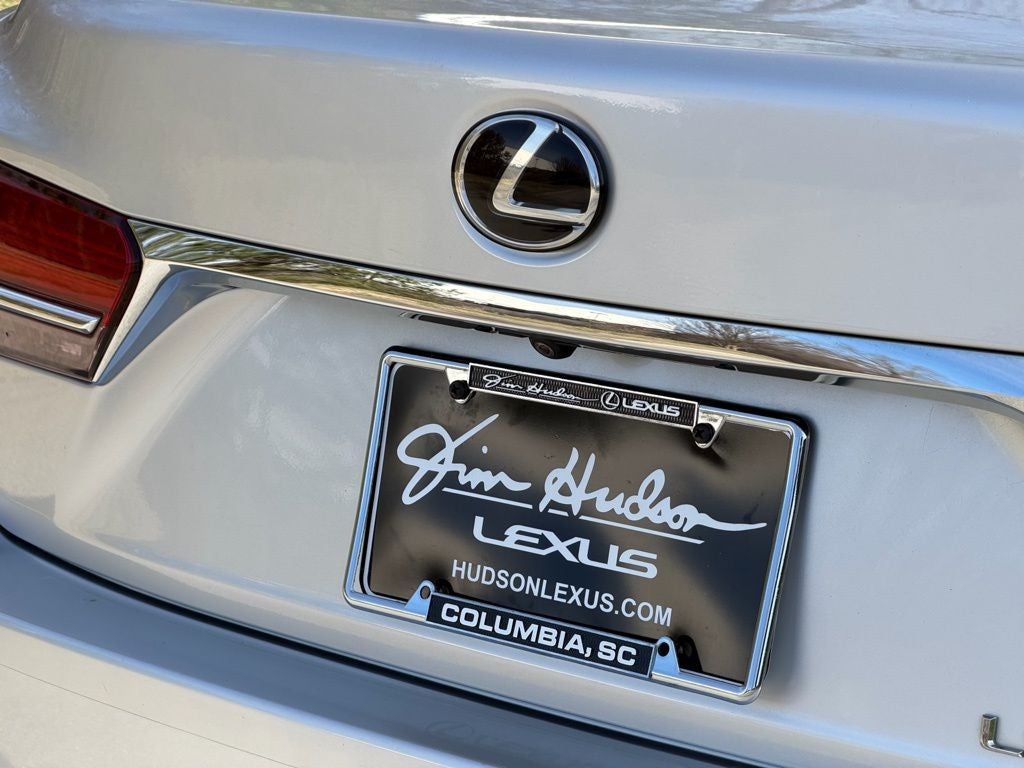 Jim Hudson LEXUS
Jim Hudson
LEXUS
HUDSONLEXUS.COM
COLUMBIA, SC
L